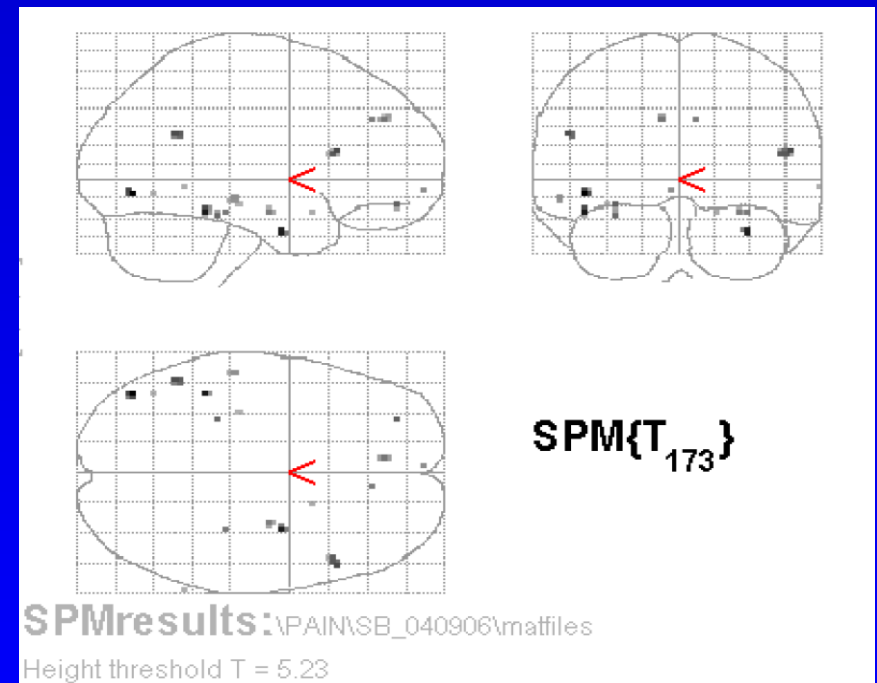 SPM{T173}
SPMresults: \PAIN\SB_040906\matfiles
Height threshold T = 5.23